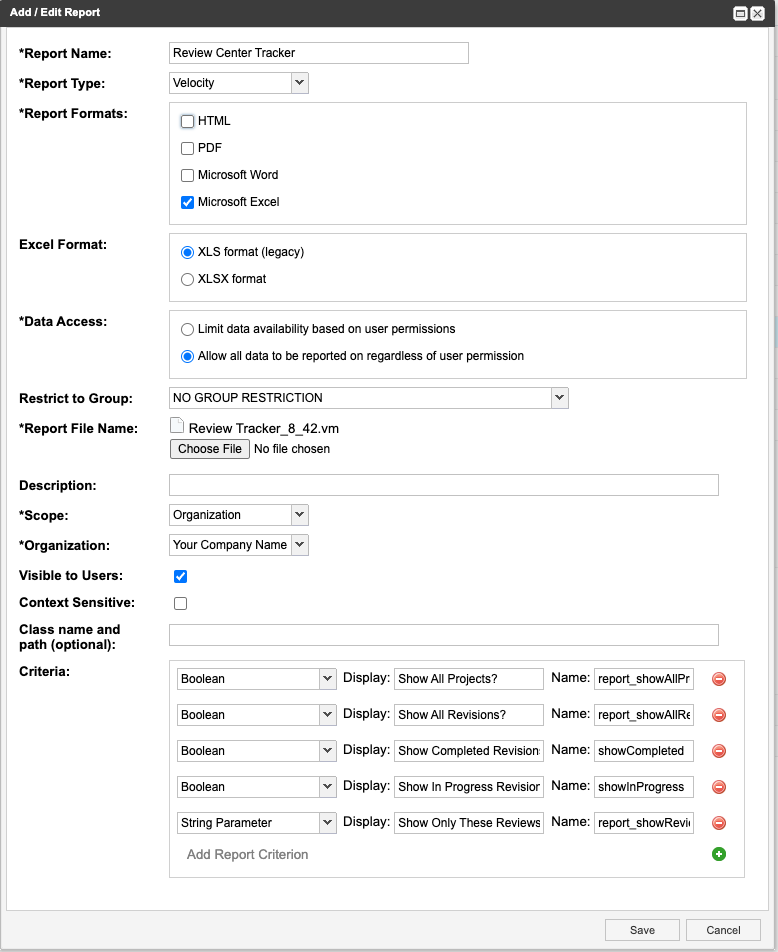 Add / Edit Report
*Report Name: Review Center Tracker
*Report Type: Velocity
*Report Formats: HTML
PDF
Microsoft Word
Microsoft Excel
Excel Format: XLS format (legacy)
XLSX format
*Data Access: Limit data availability based on user permissions
Allow all data to be reported on regardless of user permission
Restrict to Group: NO GROUP RESTRICTION
*Report File Name: Review Tracker_8_42.vm
Choose File No file chosen
Description:
*Scope: Organization
*Organization: Your Company Name
Visible to Users:
Context Sensitive:
Class name and
path (optional):
Criteria: Boolean Display: Show All Projects? Name: report_showAllPr
Boolean Display: Show All Revisions? Name: report_showAllRe
Boolean Display: Show Completed Revision Name: showCompleted
Boolean Display: Show In Progress Revision Name: showInProgress
String Parameter Display: Show Only These Reviews Name: report_showRevi
Add Report Criterion
Save Cancel